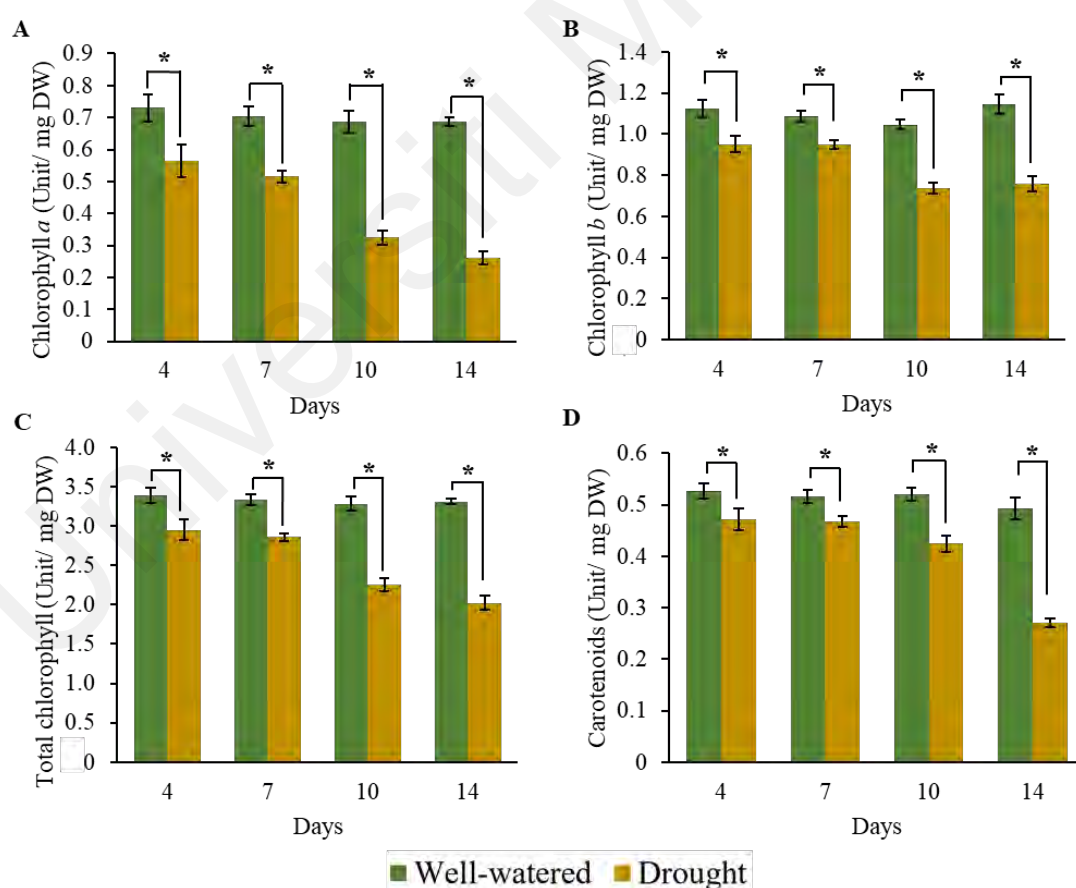 Universiti M
A
Chlorophyll a (Unit/ mg DW)
0.9
0.8
0.7
0.6
0.5
0.4
0.3
0.2
0.1
0
* * * *
4 7 10 14
Days
B
Chlorophyll b (Unit/ mg DW)
1.4
1.2
1.0
0.8
0.6
0.4
0.2
0
* * * *
4 7 10 14
Days
C
Total chlorophyll (Unit/ mg DW)
4.0
3.5
3.0
2.5
2.0
1.5
1.0
0.5
0
* * * *
4 7 10 14
Days
D
Carotenoids (Unit/ mg DW)
0.6
0.5
0.4
0.3
0.2
0.1
0
* * * *
4 7 10 14
Days
Well-watered Drought